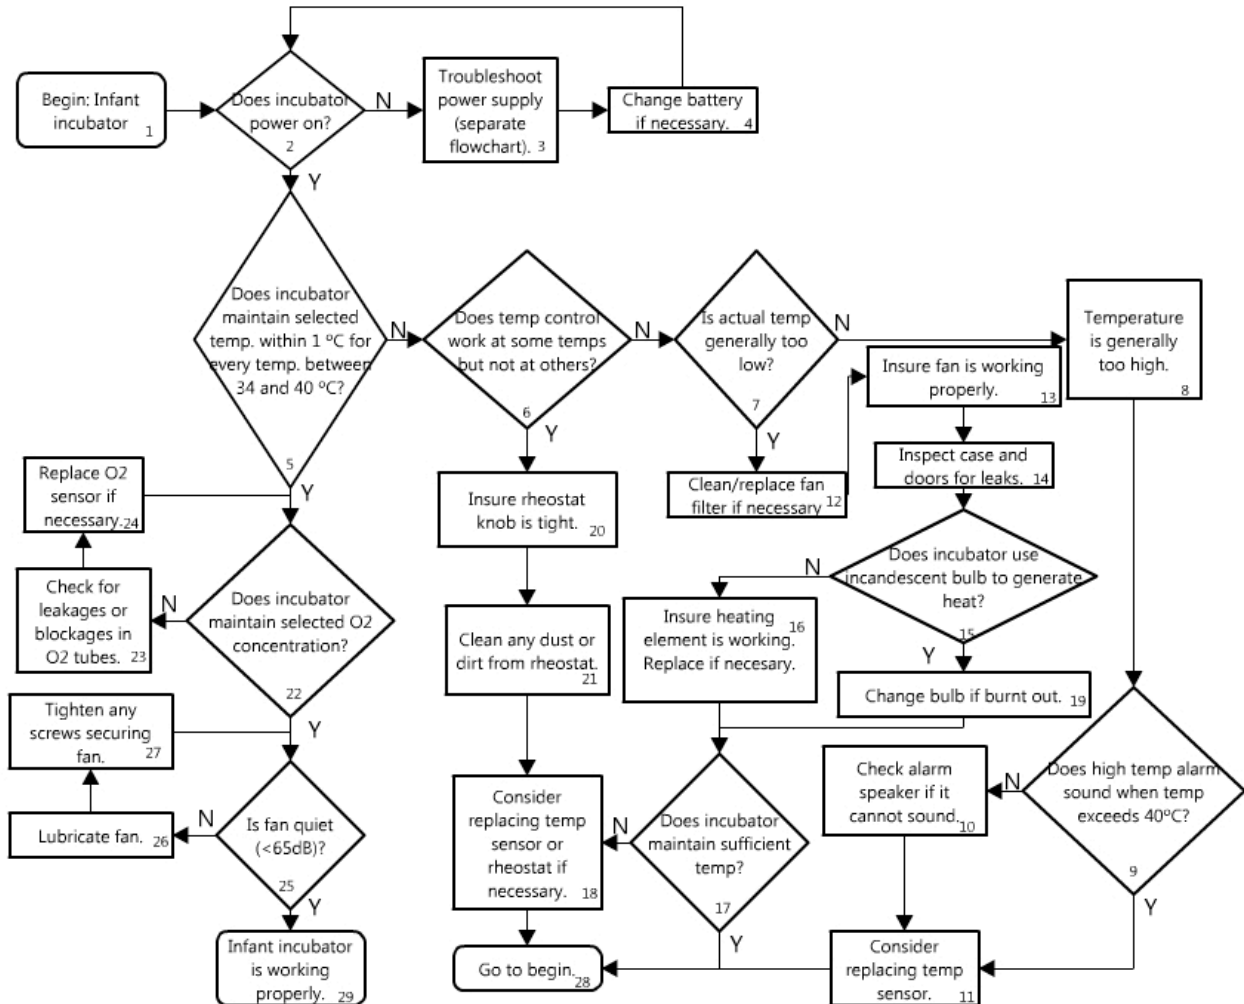 Begin: Infant
incubator
1
Does incubator
power on?
2
N
Troubleshoot
power supply
(separate
flowchart).
3
Change battery
if necessary.
4
Y
Does incubator
maintain selected
temp. within 1 ºC for
every temp. between
34 and 40 ºC?
5
N
Does temp control
work at some temps
but not at others?
6
N
Is actual temp
generally too
low?
7
N
Temperature
is generally
too high.
8
Y
Y
Y
Insure fan is working
properly.
13
Clean/replace fan
filter if necessary
12
Inspect case and
doors for leaks.
14
Replace O2
sensor if
necessary.
24
Insure rheostat
knob is tight.
20
Does incubator use
incandescent bulb to generate
heat?
15
N
Y
Check for
leakages or
blockages in
O2 tubes.
23
N
Does incubator
maintain selected O2
concentration?
22
Y
Clean any dust or
dirt from rheostat.
21
Insure heating
element is working.
Replace if necesary.
16
Change bulb if burnt out.
19
Tighten any
screws securing
fan.
27
Lubricate fan.
26
N
Is fan quiet
(<65dB)?
25
Y
Consider
replacing temp
sensor or
rheostat if
necessary.
18
N
Does incubator
maintain sufficient
temp?
17
Y
Check alarm
speaker if it
cannot sound.
10
N
Does high temp alarm
sound when temp
exceeds 40ºC?
9
Y
Infant incubator
is working
properly.
29
Go to begin.
28
Consider
replacing temp
sensor.
11